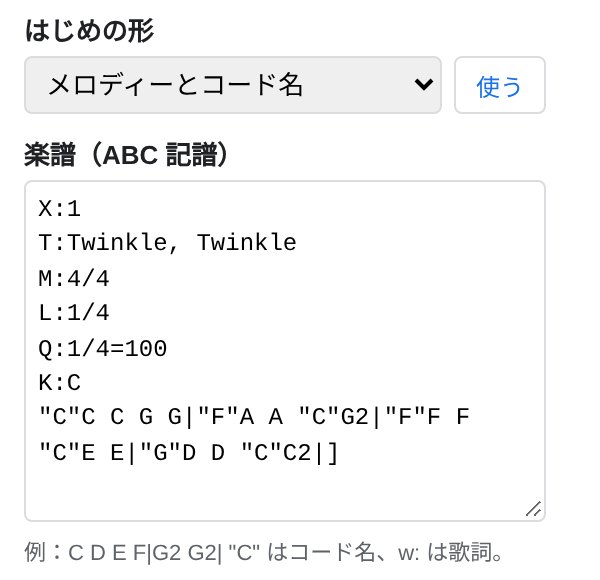 はじめの形
メロディーとコード名
使う
楽譜（ABC 記譜）
X:1
T:Twinkle, Twinkle
M:4/4
L:1/4
Q:1/4=100
K:C
"C"C C G G|"F"A A "C"G2|"F"F F
"C"E E|"G"D D "C"C2|]
例：C D E F|G2 G2| "C" はコード名、w: は歌詞。